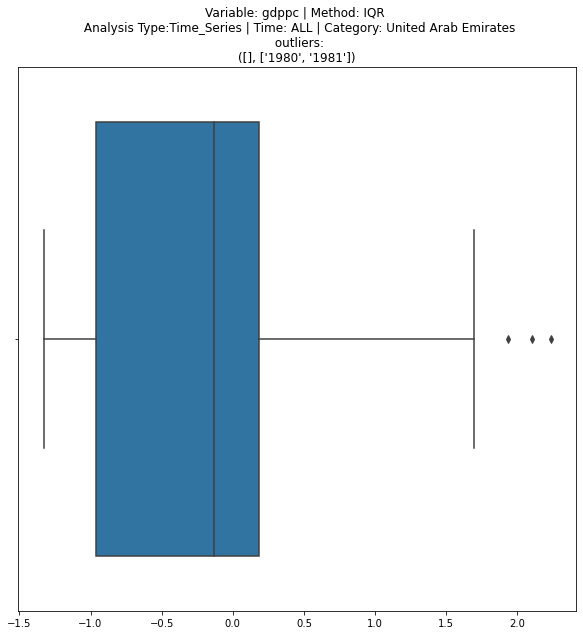 Variable: gdppc | Method: IQR
Analysis Type:Time_Series | Time: ALL | Category: United Arab Emirates
outliers:
([], ['1980', '1981'])
−1.5 −1.0 −0.5 0.0 0.5 1.0 1.5 2.0